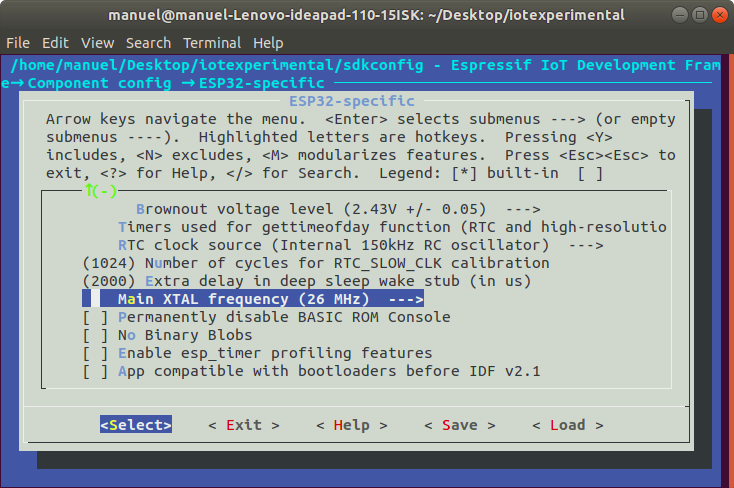 manuel@manuel-Lenovo-ideapad-110-15ISK: ~/Desktop/iotexperimental
File Edit View Search Terminal Help
/home/manuel/Desktop/iotexperimental/sdkconfig - Espressif IoT Development Fram
e→Component config →ESP32-specific
ESP32-specific
Arrow keys navigate the menu. <Enter> selects submenus ---> (or empty
submenus ----). Highlighted letters are hotkeys. Pressing <Y>
includes, <N> excludes, <M> modularizes features. Press <Esc><Esc> to
exit, <?> for Help, </> for Search. Legend: [*] built-in [ ]
↑(-)
Brownout voltage level (2.43V +/- 0.05) --->
Timers used for gettimeofday function (RTC and high-resolutio
RTC clock source (Internal 150kHz RC oscillator) --->
(1024) Number of cycles for RTC_SLOW_CLK calibration
(2000) Extra delay in deep sleep wake stub (in us)
Main XTAL frequency (26 MHz) --->
[ ] Permanently disable BASIC ROM Console
[ ] No Binary Blobs
[ ] Enable esp_timer profiling features
[ ] App compatible with bootloaders before IDF v2.1
<Select> < Exit > < Help > < Save > < Load >